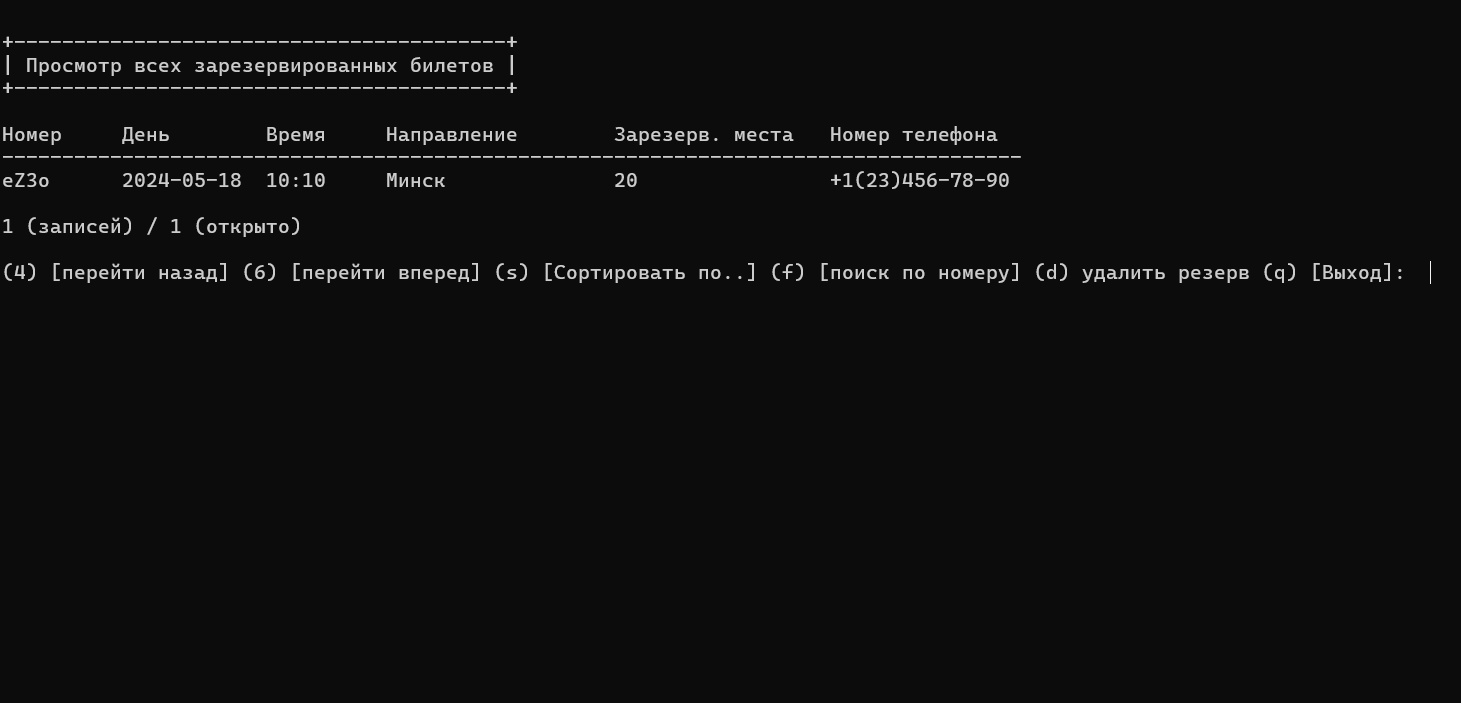 +-----------------------------------------+
| Просмотр всех зарезервированных билетов |
+-----------------------------------------+
Номер     День        Время     Направление        Зарезерв. места   Номер телефона
-------------------------------------------------------------------------------------
eZ3o      2024-05-18  10:10     Минск              20                +1(23)456-78-90
1 (записей) / 1 (открыто)
(4) [перейти назад] (6) [перейти вперед] (s) [Сортировать по..] (f) [поиск по номеру] (d) удалить резерв (q) [Выход]: